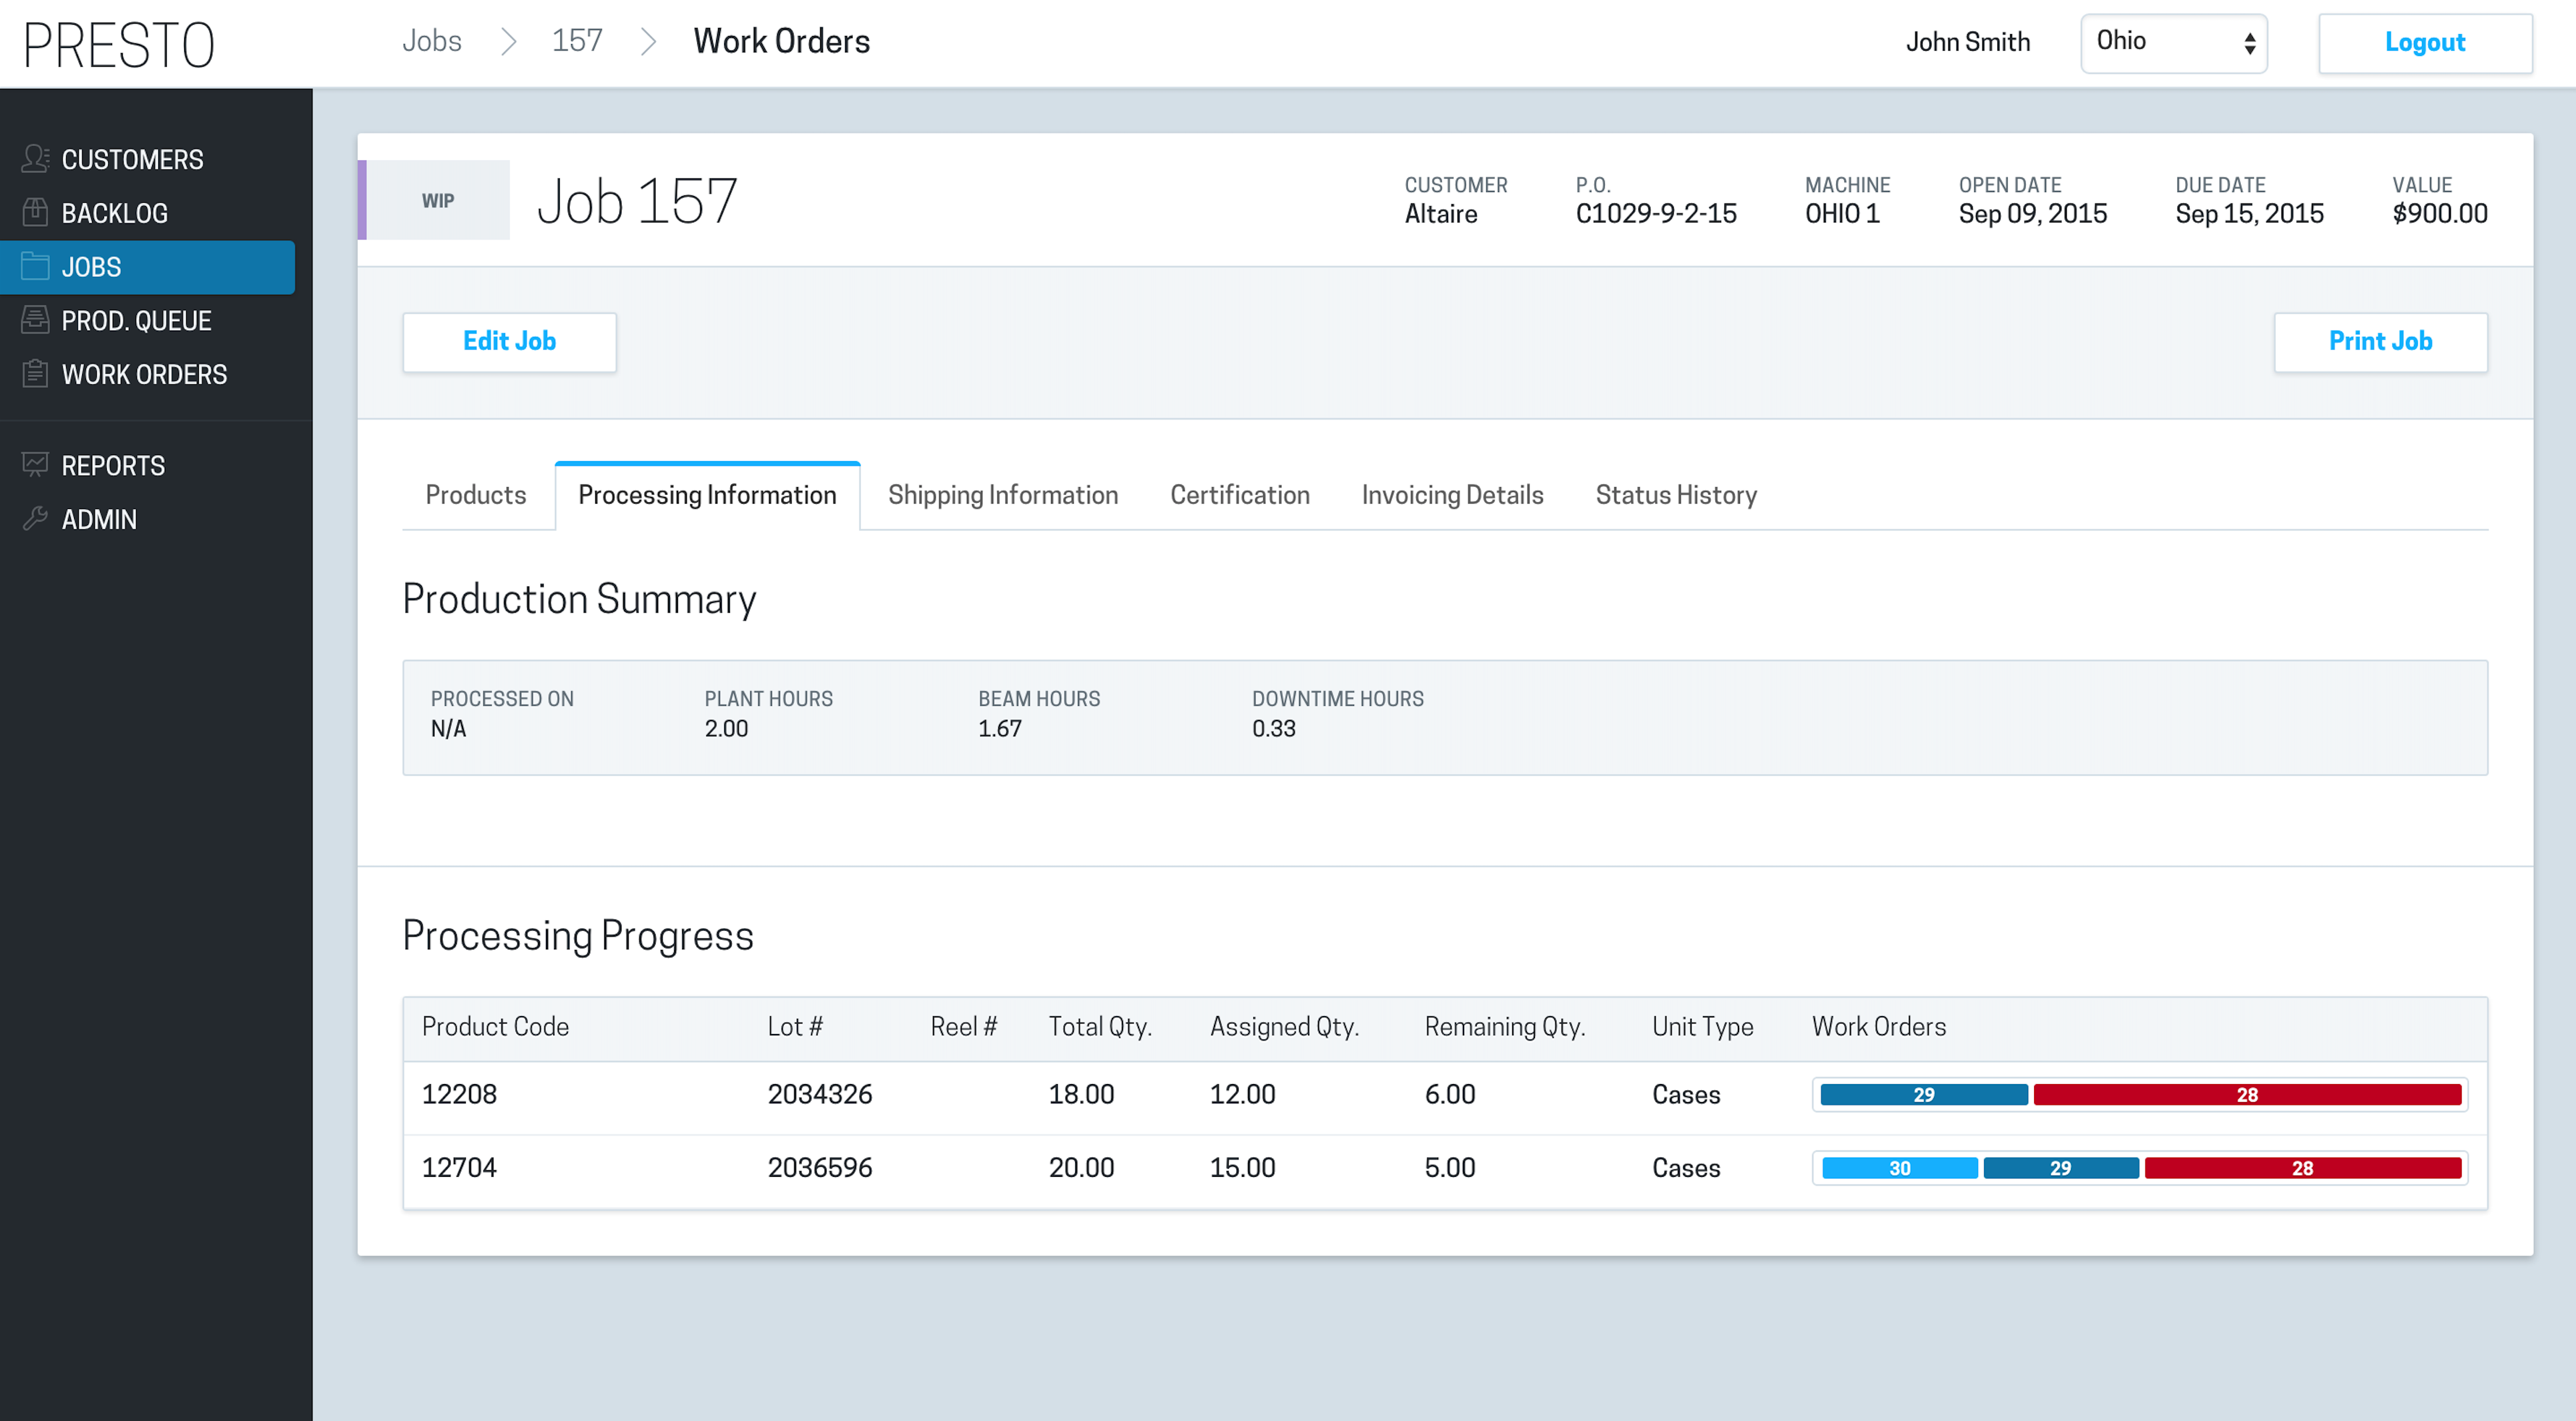 PRESTO
Jobs 157 Work Orders
John Smith Ohio Logout
CUSTOMERS
BACKLOG
JOBS
PROD. QUEUE
WORK ORDERS
REPORTS
ADMIN
WIP
Job 157
CUSTOMER P.O. MACHINE OPEN DATE DUE DATE VALUE
Altaire C1029-9-2-15 OHIO 1 Sep 09, 2015 Sep 15, 2015 $900.00
Edit Job Print Job
Products Processing Information Shipping Information Certification Invoicing Details Status History
Production Summary
PROCESSED ON PLANT HOURS BEAM HOURS DOWNTIME HOURS
N/A 2.00 1.67 0.33
Processing Progress
Product Code Lot # Reel # Total Qty. Assigned Qty. Remaining Qty. Unit Type Work Orders
12208 2034326 18.00 12.00 6.00 Cases 29 28
12704 2036596 20.00 15.00 5.00 Cases 30 29 28